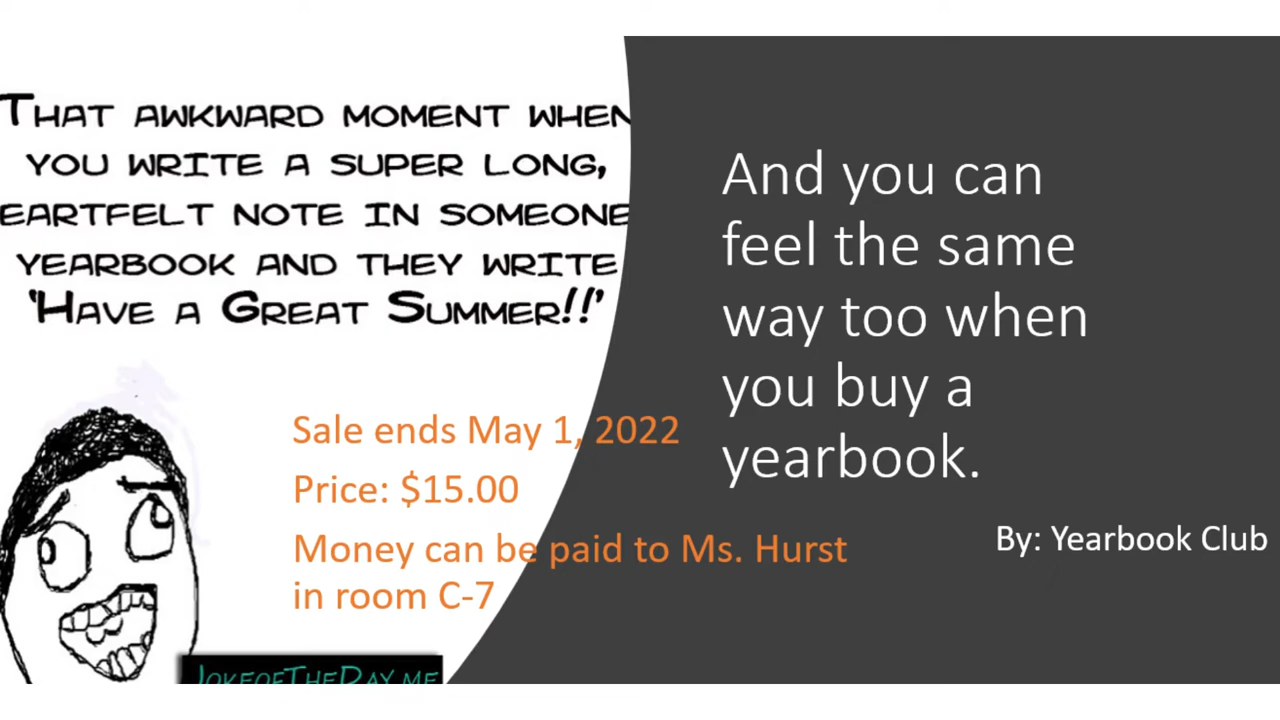 THAT AWKWARD MOMENT WHEN
YOU WRITE A SUPER LONG,
EARTFELT NOTE IN SOMEONE
YEARBOOK AND THEY WRITE
'HAVE A GREAT SUMMER!!'
And you can
feel the same
way too when
you buy a
yearbook.
Sale ends May 1, 2022
Price: $15.00
Money can be paid to Ms. Hurst
in room C-7
By: Yearbook Club
JOKEOFTHEDAY.ME